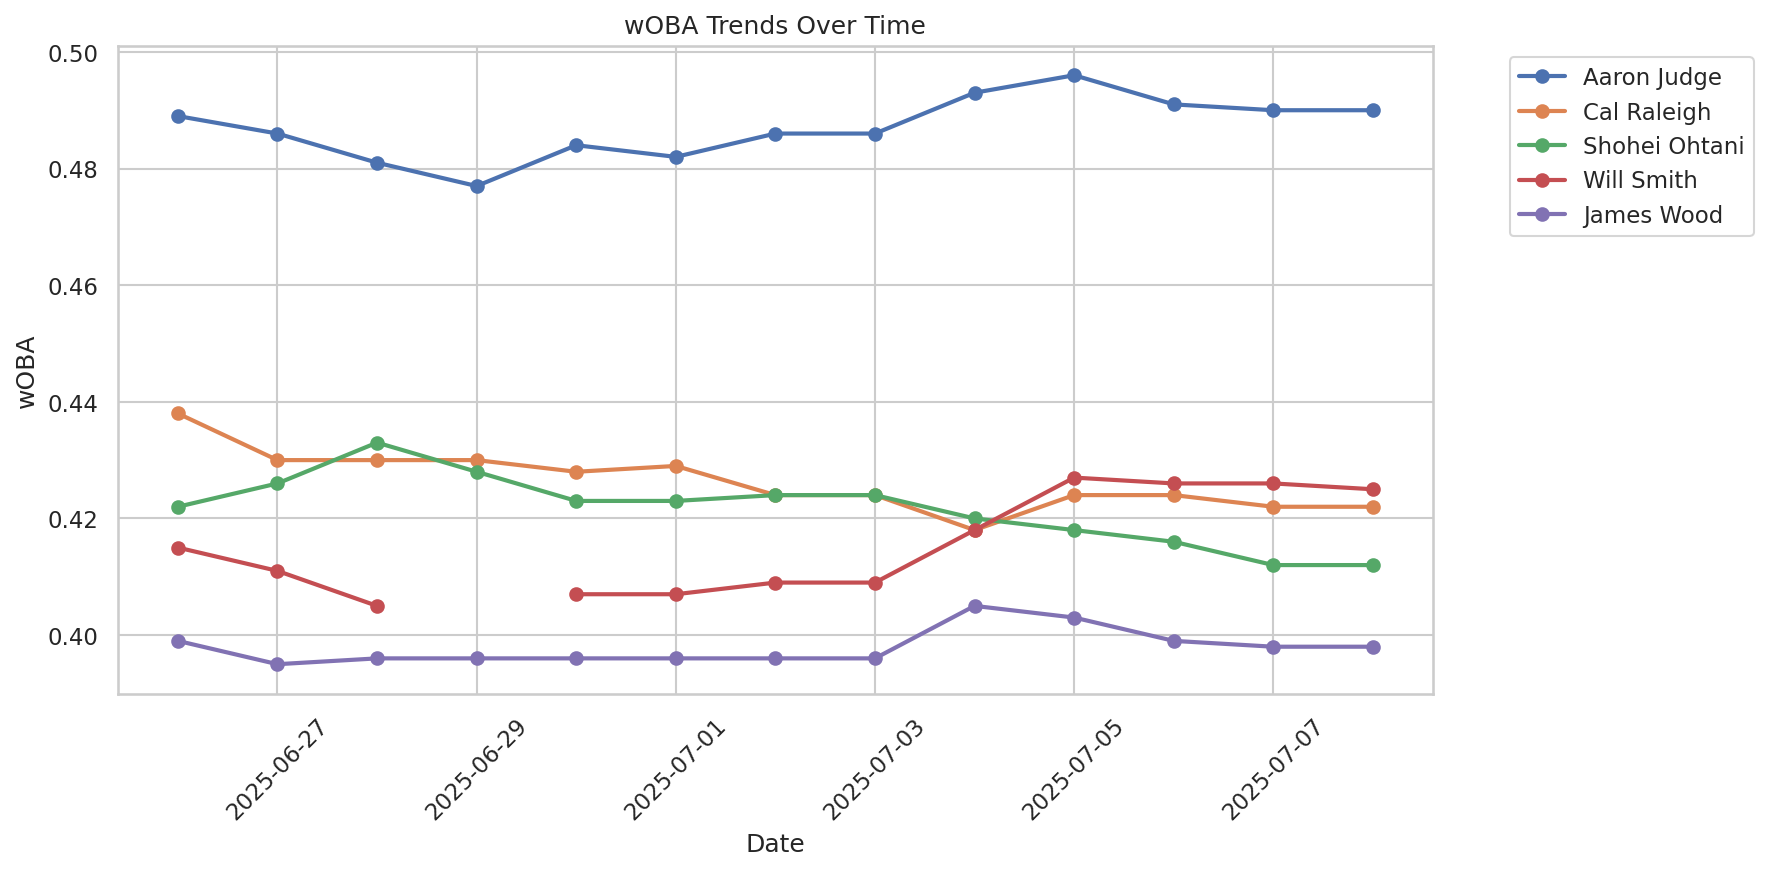 wOBA Trends Over Time
0.50
0.48
0.46
0.44
0.42
0.40
wOBA
2025-06-27
2025-06-29
2025-07-01
2025-07-03
2025-07-05
2025-07-07
Date
Aaron Judge
Cal Raleigh
Shohei Ohtani
Will Smith
James Wood